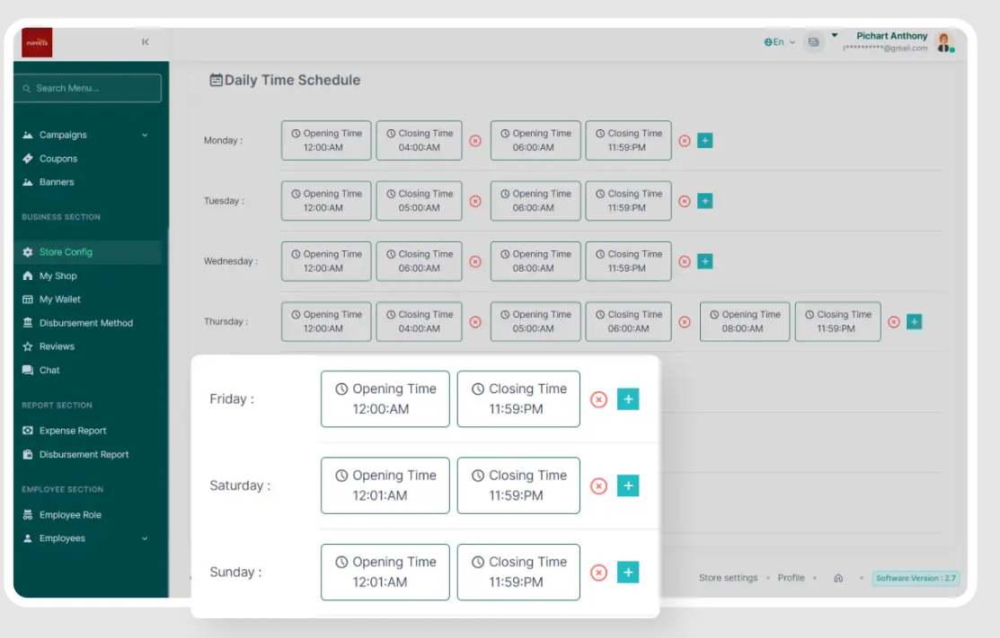 PUPPETS
En
Pichart Anthony
t**********@gmail.com
Search Menu...
Campaigns
Coupons
Banners
BUSINESS SECTION
Store Config
My Shop
My Wallet
Disbursement Method
Reviews
Chat
REPORT SECTION
Expense Report
Disbursement Report
EMPLOYEE SECTION
Employee Role
Employees
Daily Time Schedule
Monday : Opening Time 12:00:AM Closing Time 04:00:AM Opening Time 06:00:AM Closing Time 11:59:PM
Tuesday : Opening Time 12:00:AM Closing Time 05:00:AM Opening Time 06:00:AM Closing Time 11:59:PM
Wednesday : Opening Time 12:00:AM Closing Time 06:00:AM Opening Time 08:00:AM Closing Time 11:59:PM
Thursday : Opening Time 12:00:AM Closing Time 04:00:AM Opening Time 05:00:AM Closing Time 06:00:AM Opening Time 08:00:AM Closing Time 11:59:PM
Friday : Opening Time 12:00:AM Closing Time 11:59:PM
Saturday : Opening Time 12:01:AM Closing Time 11:59:PM
Sunday : Opening Time 12:01:AM Closing Time 11:59:PM
Store settings Profile Software Version : 2.7